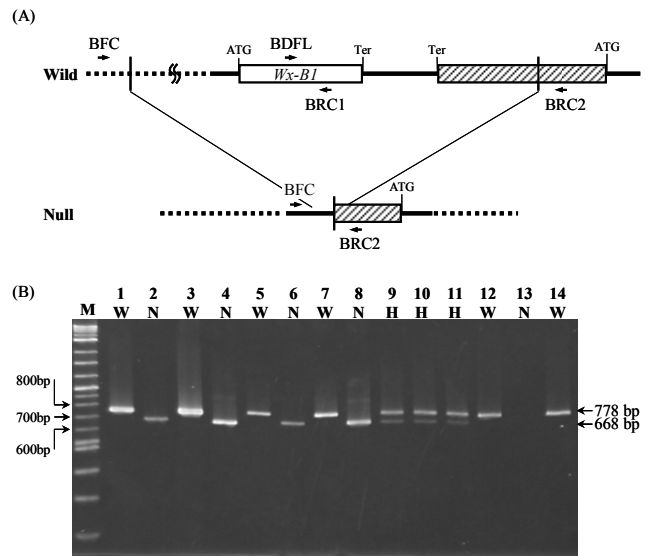 (A)
BFC
ATG
BDFL
Ter
Ter
ATG
Wild
Wx-B1
BRC1
BRC2
BFC
ATG
Null
BRC2
(B)
1 2 3 4 5 6 7 8 9 10 11 12 13 14
M W N W N W N W N H H H W N W
800bp
778 bp
700bp
668 bp
600bp